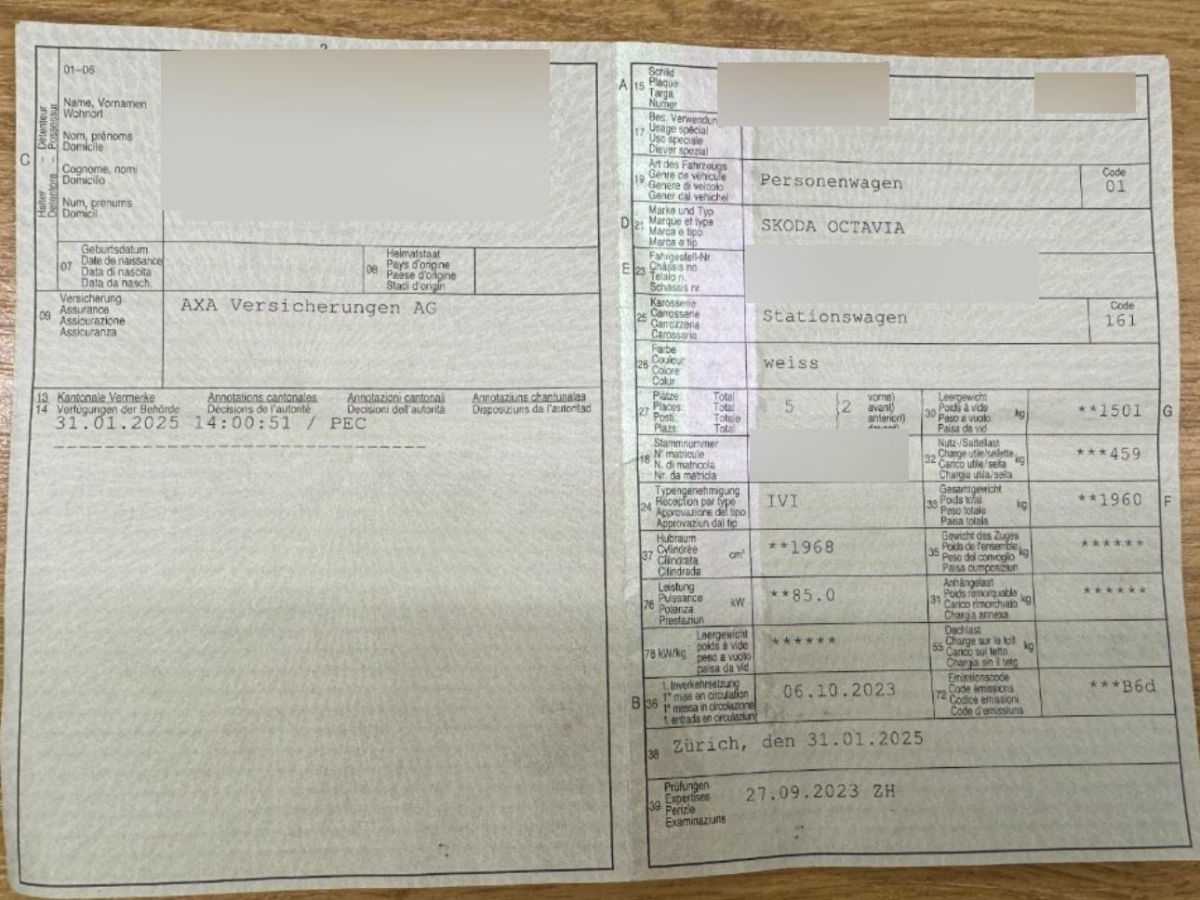 C
Halter – Détenteur
Detentore – Possessur
01–06
Name, Vornamen
Wohnort
Nom, prénoms
Domicile
Cognome, nomi
Domicilio
Num, prenums
Domicil
07
Geburtsdatum
Date de naissance
Data di nascita
Data da nasch.
08
Heimatstaat
Pays d'origine
Paese d'origine
Stadi d'origin
09
Versicherung
Assurance
Assicurazione
Assicuranza
AXA Versicherungen AG
13 Kantonale Vermerke Annotations cantonales Annotazioni cantonali Annotaziuns chantunalas
14 Verfügungen der Behörde Décisions de l'autorité Decisioni dell'autorità Disposiziuns da l'autoritad
31.01.2025 14:00:51 / PEC
A
15
Schild
Plaque
Targa
Numer
17
Bes. Verwendun
Usage spécial
Uso speciale
Diever spezial
19
Art des Fahrzeugs
Genre de véhicule
Genere di veicolo
Gener dal vehichel
Personenwagen
Code
01
D
21
Marke und Typ
Marque et type
Marca e tipo
Marca e tip
SKODA OCTAVIA
E
23
Fahrgestell-Nr.
Châssis no
Telaio n.
Schassis nr.
25
Karosserie
Carrosserie
Carrozzeria
Carossaria
Stationswagen
Code
161
26
Farbe
Couleur
Colore
Colur
weiss
27
Plätze: Total
Places: Total
Posti: Totale
Plazs: Total
5
2
vorne)
avant)
anteriori)
30
Leergewicht
Poids à vide
Peso a vuoto
Paisa da vid
kg
**1501
G
18
Stammnummer
N° matricule
N. di matricola
Nr. da matricla
32
Nutz-/Sattellast
Charge utile/sellette
Carico utile/sella
Chargia utila/sella
kg
***459
24
Typengenehmigung
Réception par type
Approvazione del tipo
Approvaziun dal tip
IVI
33
Gesamtgewicht
Poids total
Peso totale
Paisa totala
kg
**1960
F
37
Hubraum
Cylindrée
Cilindrata
Cilindrada
cm³
**1968
35
Gewicht des Zuges
Poids de l'ensemble
Peso del convoglio
Paisa cumposiziun
kg
******
76
Leistung
Puissance
Potenza
Prestaziun
kW
**85.0
31
Anhängelast
Poids remorquable
Carico rimorchiato
Chargia annexa
kg
******
78 kW/kg
Leergewicht
poids à vide
peso a vuoto
paisa da vid
******
55
Dachlast
Charge sur le toit
Carico sul tetto
Chargia sin il tetg
kg
B
36
1. Inverkehrsetzung
1re mise en circulation
1a messa in circolazione
1. entrada en circulaziun
06.10.2023
72
Emissionscode
Code émissions
Codice emissioni
Code d'emissiuns
***B6d
38
Zürich, den 31.01.2025
39
Prüfungen
Expertises
Perizie
Examinaziuns
27.09.2023 ZH